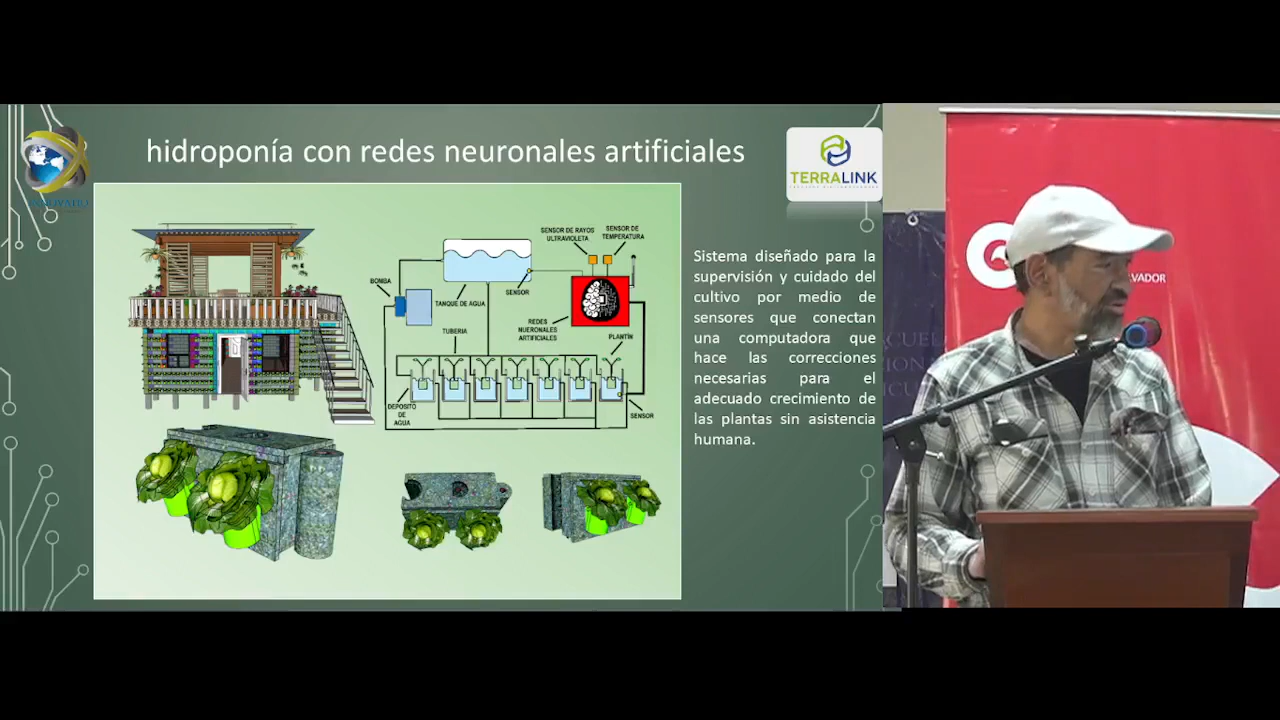 hidroponía con redes neuronales artificiales
TERRALINK
SENSOR DE RAYOS
ULTRAVIOLETA
SENSOR DE
TEMPERATURA
BOMBA
TANQUE DE AGUA
SENSOR
REDES
NUERONALES
ARTIFICIALES
TUBERIA
PLANTÍN
DEPOSITO
DE
AGUA
SENSOR
Sistema diseñado para la
supervisión y cuidado del
cultivo por medio de
sensores que conectan
una computadora que
hace las correcciones
necesarias para el
adecuado crecimiento de
las plantas sin asistencia
humana.